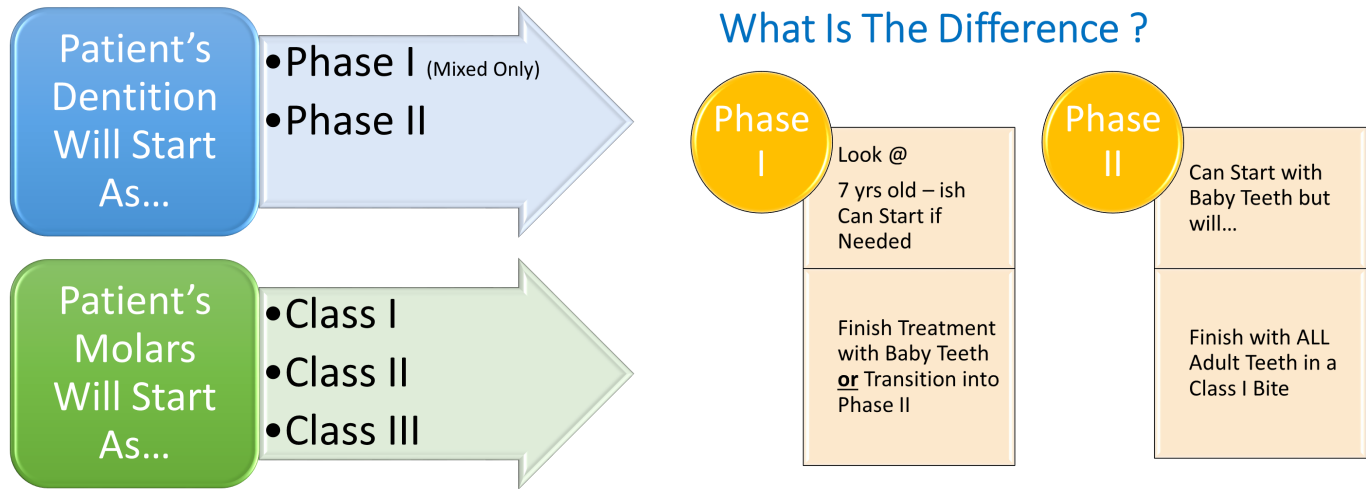 Patient's
Dentition
Will Start
As...
•Phase I (Mixed Only)
•Phase II
Patient's
Molars
Will Start
As...
•Class I
•Class II
•Class III
What Is The Difference ?
Phase
I
Look @
7 yrs old – ish
Can Start if
Needed
Finish Treatment
with Baby Teeth
or Transition into
Phase II
Phase
II
Can Start with
Baby Teeth but
will...
Finish with ALL
Adult Teeth in a
Class I Bite